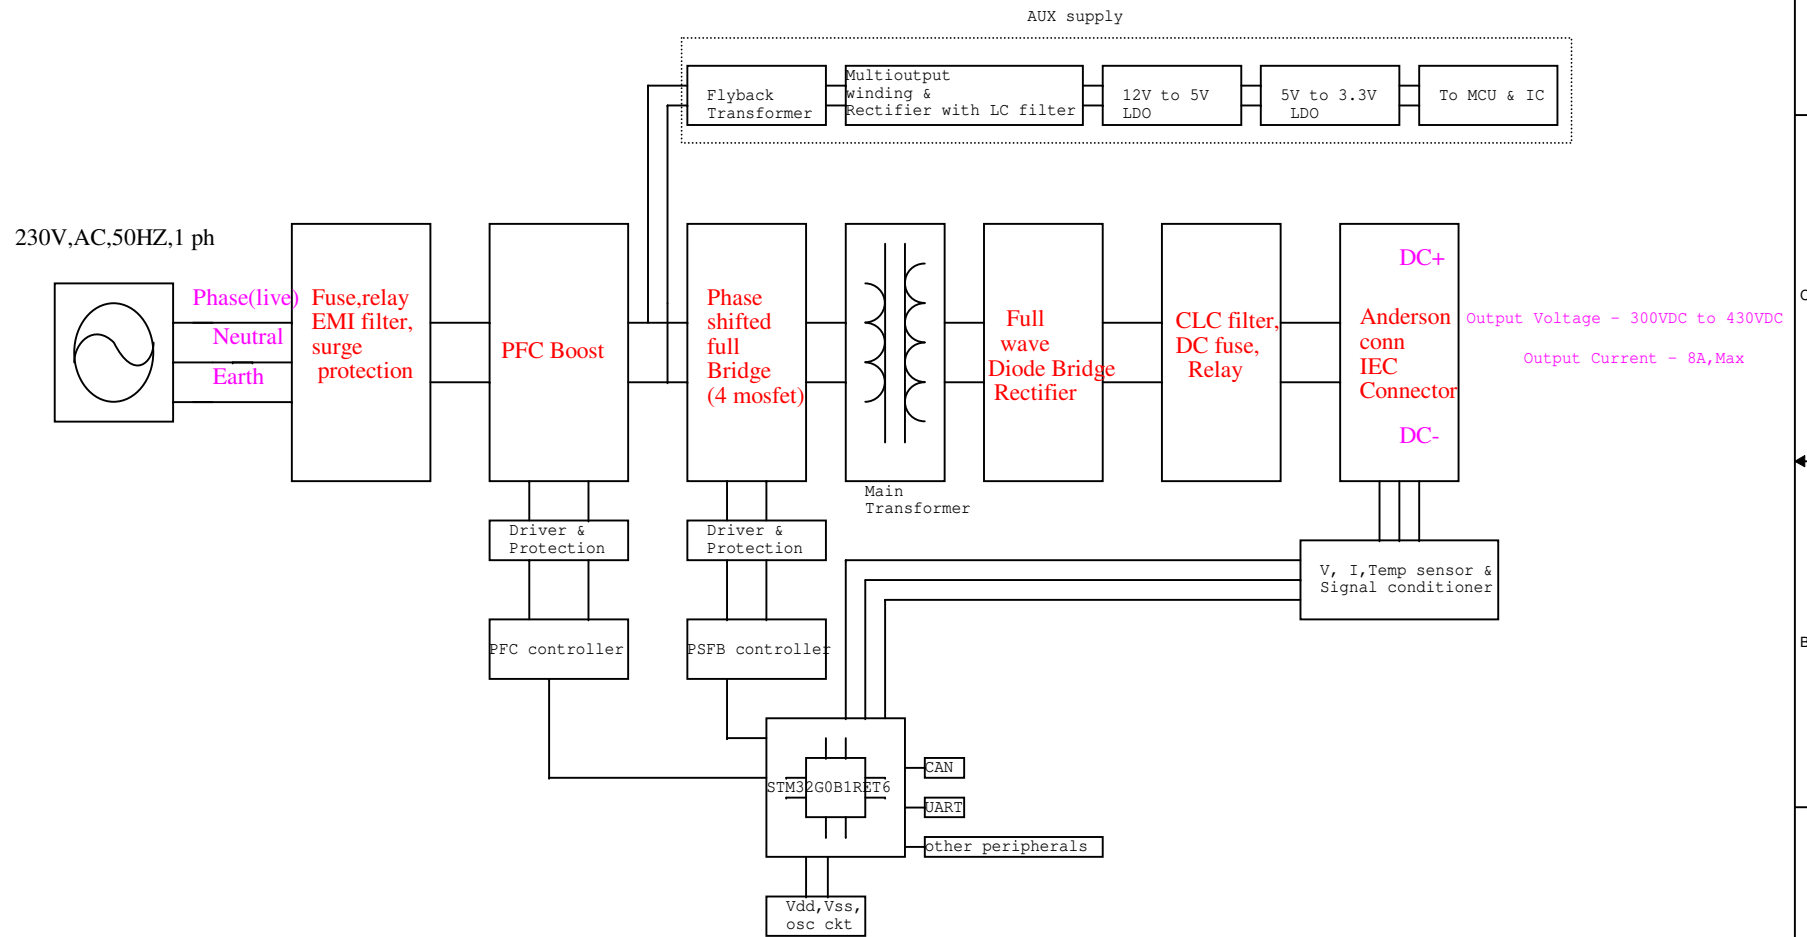 AUX supply
Flyback
Transformer
Multioutput
winding &
Rectifier with LC filter
12V to 5V
LDO
5V to 3.3V
LDO
To MCU & IC
230V,AC,50HZ,1 ph
Phase(live)
Neutral
Earth
Fuse,relay
EMI filter,
surge
protection
PFC Boost
Phase
shifted
full
Bridge
(4 mosfet)
Main
Transformer
Full
wave
Diode Bridge
Rectifier
CLC filter,
DC fuse,
Relay
DC+
Anderson
conn
IEC
Connector
DC-
Output Voltage - 300VDC to 430VDC
Output Current - 8A,Max
C
Driver &
Protection
Driver &
Protection
V, I,Temp sensor &
Signal conditioner
PFC controller
PSFB controller
B
STM32G0B1RET6
CAN
UART
other peripherals
Vdd,Vss,
osc ckt